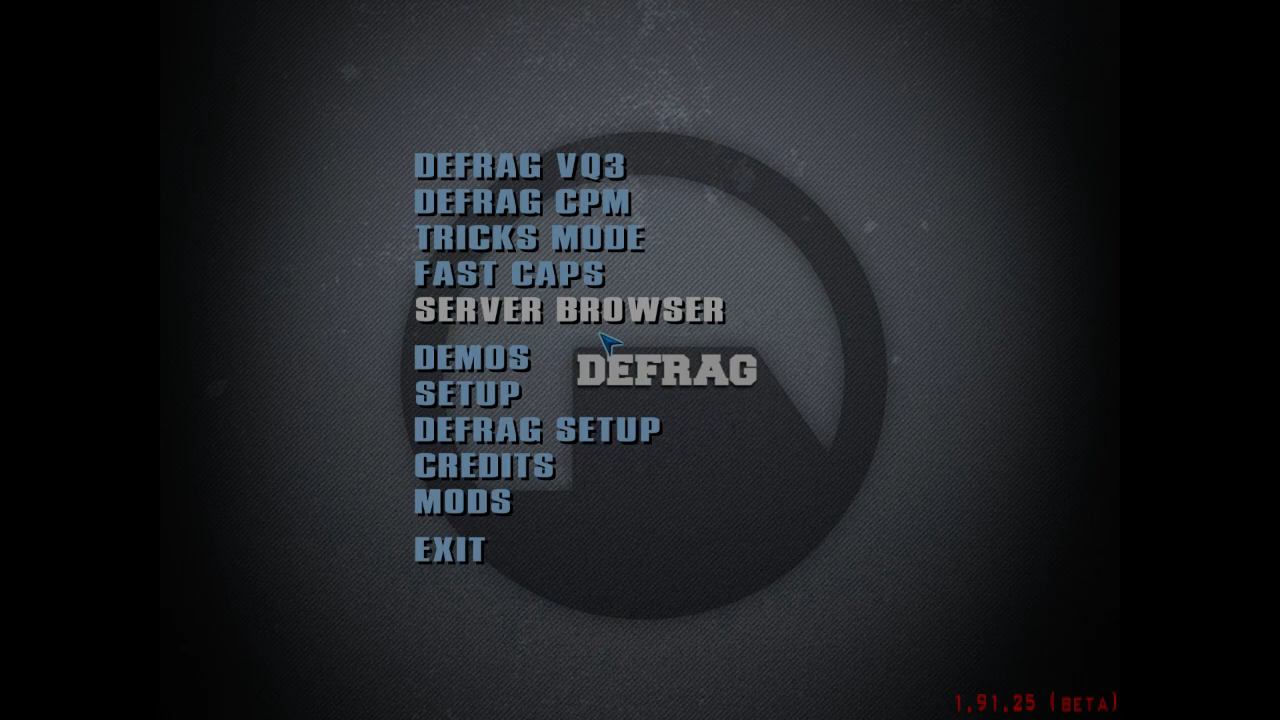 DEFRAG VQ3
DEFRAG CPM
TRICKS MODE
FAST CAPS
SERVER BROWSER
DEMOS
DEFRAG
SETUP
DEFRAG SETUP
CREDITS
MODS
EXIT
1.91.25 (BETA)